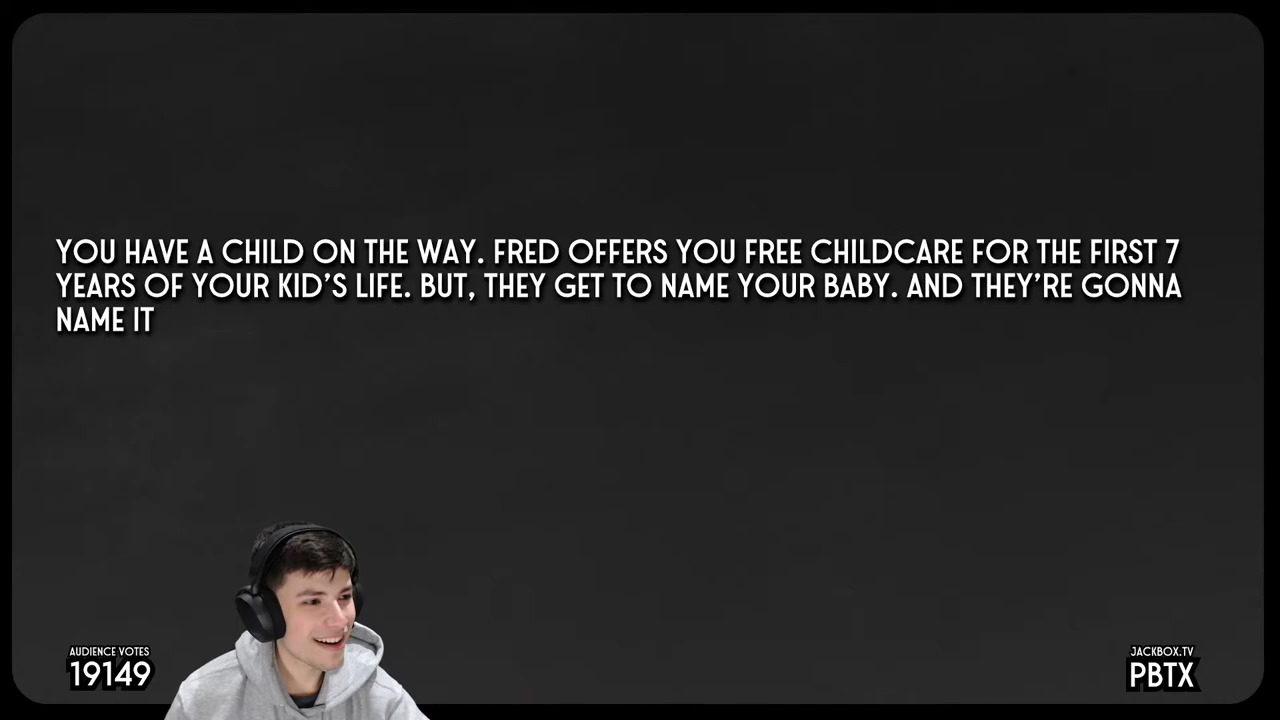 YOU HAVE A CHILD ON THE WAY. FRED OFFERS YOU FREE CHILDCARE FOR THE FIRST 7
YEARS OF YOUR KID'S LIFE. BUT, THEY GET TO NAME YOUR BABY. AND THEY'RE GONNA
NAME IT
AUDIENCE VOTES
19149
JACKBOX.TV
PBTX